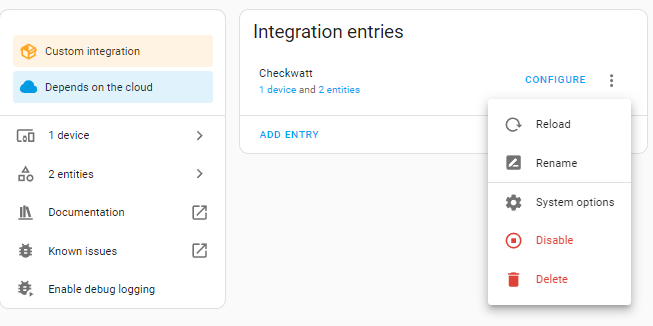 Custom integration
Depends on the cloud
1 device
2 entities
Documentation
Known issues
Enable debug logging
Integration entries
Checkwatt
1 device and 2 entities
CONFIGURE
ADD ENTRY
Reload
Rename
System options
Disable
Delete